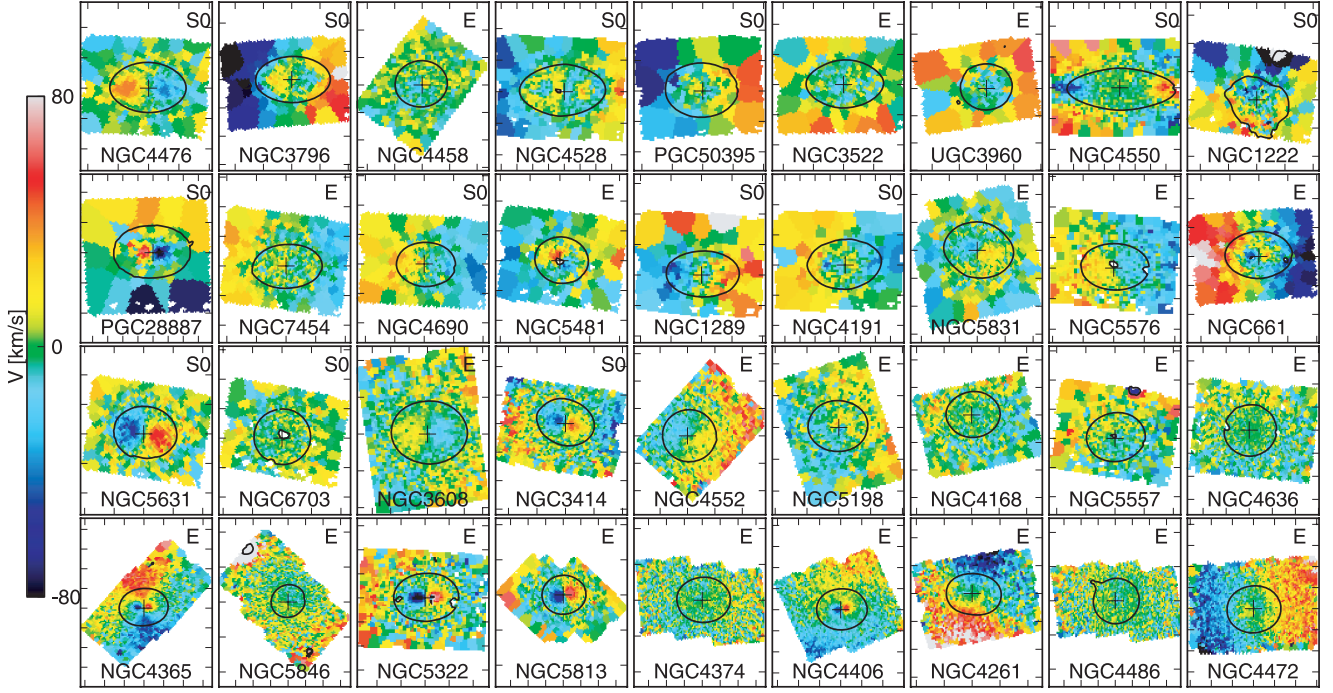 S0 S0 E S0 S0 E E S0 S0
80
NGC4476 NGC3796 NGC4458 NGC4528 PGC50395 NGC3522 UGC3960 NGC4550 NGC1222
S0 E S0 E S0 S0 E E E
PGC28887 NGC7454 NGC4690 NGC5481 NGC1289 NGC4191 NGC5831 NGC5576 NGC661
V [km/s]
0
S0 S0 E E E E E E E
NGC5631 NGC6703 NGC3608 NGC3414 NGC4552 NGC5198 NGC4168 NGC5557 NGC4636
E E E E E E E E E
-80
NGC4365 NGC5846 NGC5322 NGC5813 NGC4374 NGC4406 NGC4261 NGC4486 NGC4472